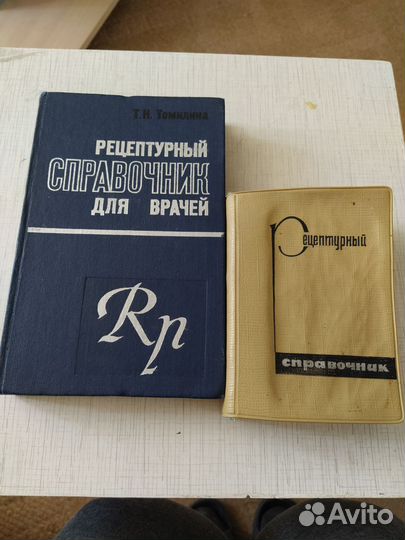 Т.Н. Томилина
РЕЦЕПТУРНЫЙ
СПРАВОЧНИК
ДЛЯ ВРАЧЕЙ
Rp
Рецептурный
справочник
Avito